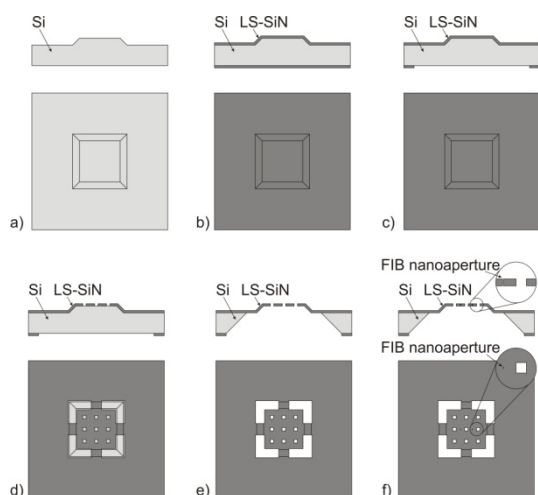 Si LS-SiN LS-SiN
Si Si
a) b) c)
FIB nanoaperture
Si LS-SiN Si LS-SiN Si LS-SiN
FIB nanoaperture
d) e) f)